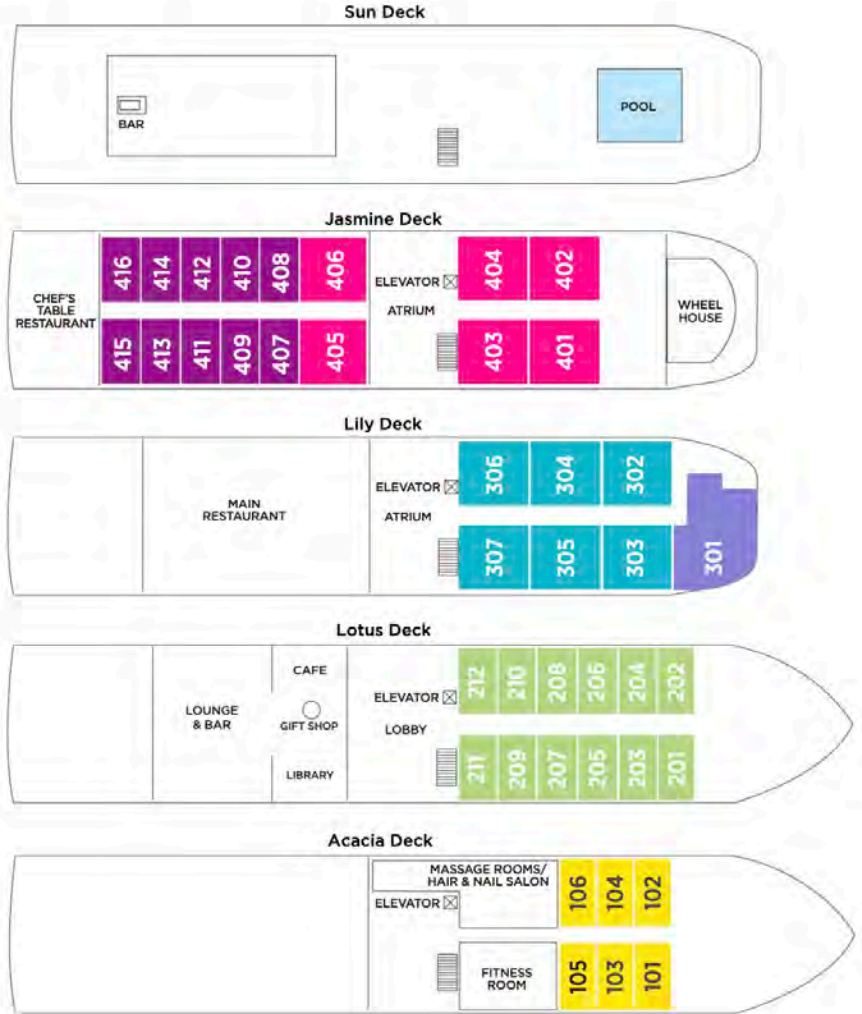 Sun Deck
BAR
POOL
Jasmine Deck
CHEF'S
TABLE
RESTAURANT
416
414
412
410
408
406
ELEVATOR
404
402
ATRIUM
WHEEL
HOUSE
415
413
411
409
407
405
403
401
Lily Deck
MAIN
RESTAURANT
ELEVATOR
ATRIUM
306
304
302
307
305
303
301
Lotus Deck
LOUNGE
& BAR
CAFE
GIFT SHOP
LIBRARY
ELEVATOR
LOBBY
212
210
208
206
204
202
211
209
207
205
203
201
Acacia Deck
MASSAGE ROOMS/
HAIR & NAIL SALON
ELEVATOR
106
104
102
FITNESS
ROOM
105
103
101